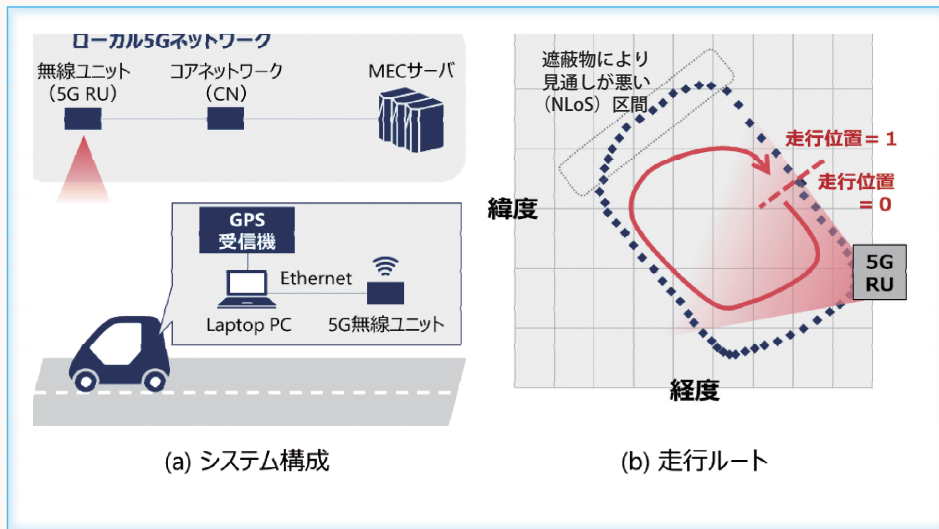 ローカル5Gネットワーク
無線ユニット
(5G RU)
コアネットワーク
(CN)
MECサーバ
GPS
受信機
Ethernet
Laptop PC
5G無線ユニット
(a) システム構成
遮蔽物により
見通しが悪い
(NLoS) 区間
走行位置=1
走行位置
=0
緯度
5G
RU
経度
(b) 走行ルート